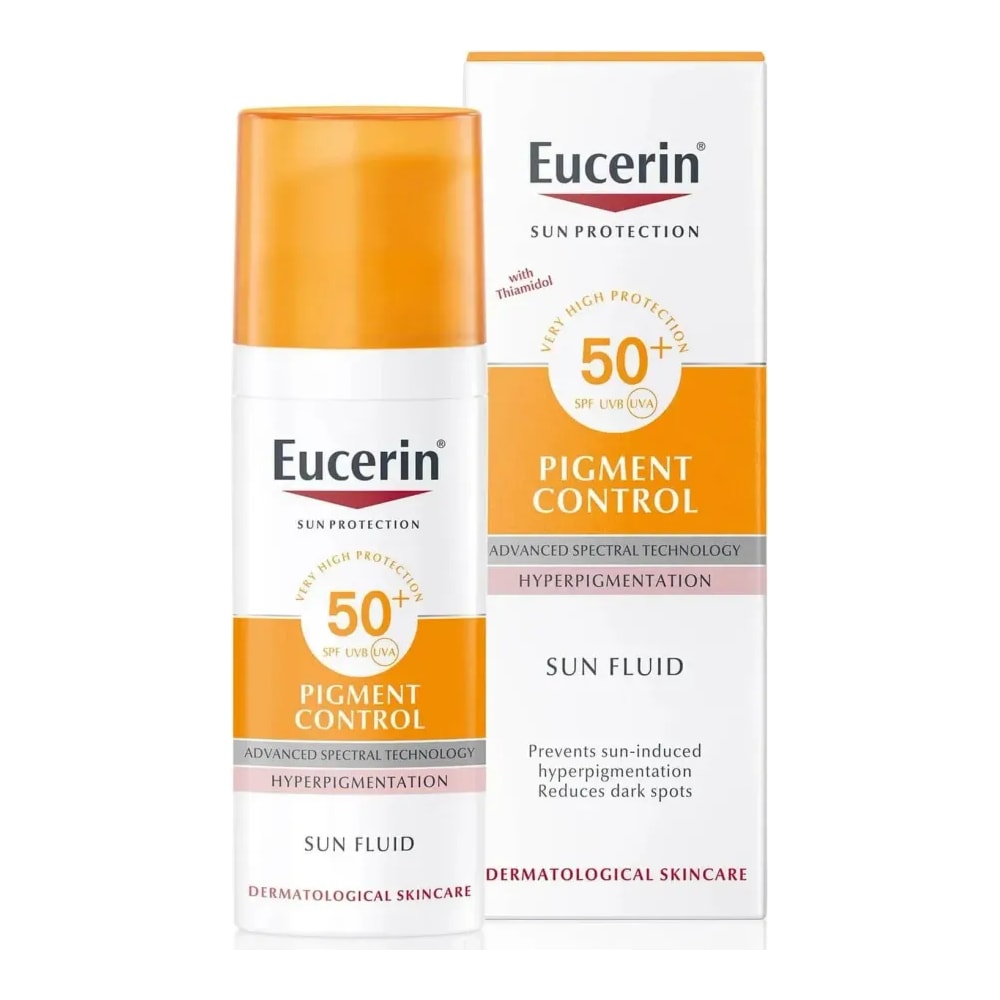 Eucerin®
SUN PROTECTION
VERY HIGH PROTECTION
50+
SPF UVB UVA
PIGMENT
CONTROL
ADVANCED SPECTRAL TECHNOLOGY
HYPERPIGMENTATION
SUN FLUID
DERMATOLOGICAL SKINCARE
Eucerin®
SUN PROTECTION
with
Thiamidol
VERY HIGH PROTECTION
50+
SPF UVB UVA
PIGMENT
CONTROL
ADVANCED SPECTRAL TECHNOLOGY
HYPERPIGMENTATION
SUN FLUID
Prevents sun-induced
hyperpigmentation
Reduces dark spots
DERMATOLOGICAL SKINCARE